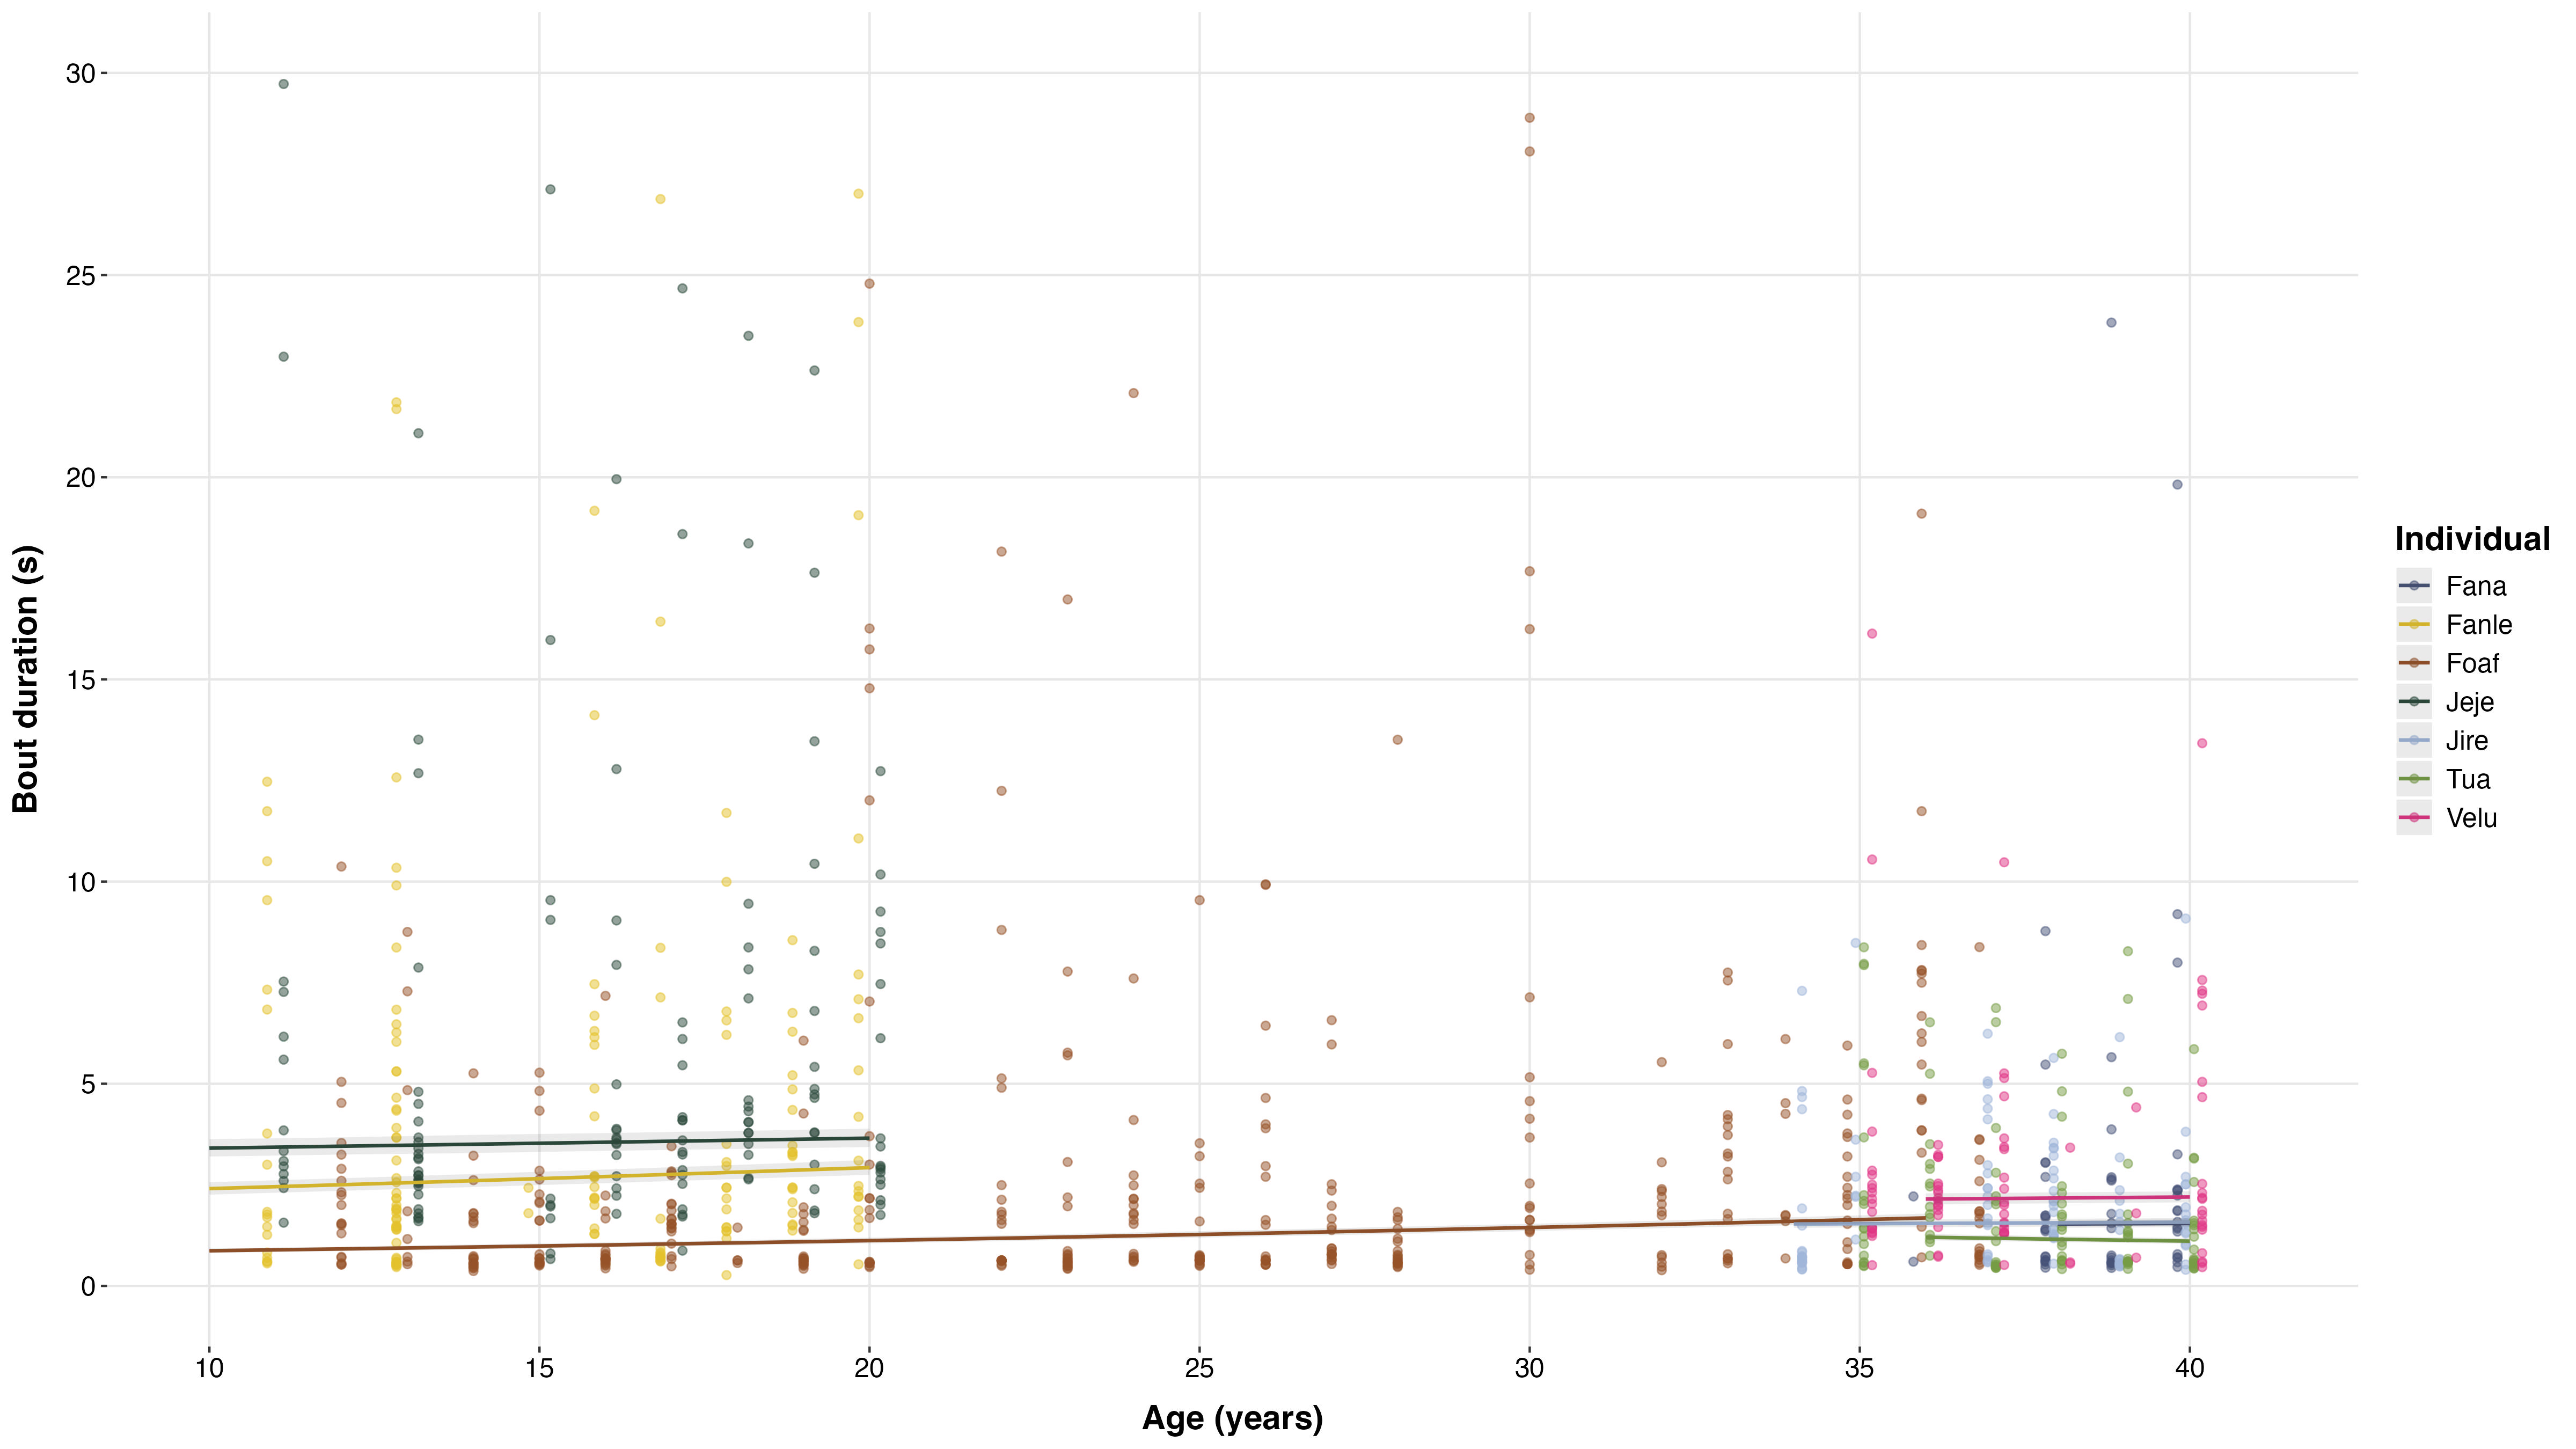 30
25
20
15
10
5
0
Bout duration (s)
10 15 20 25 30 35 40
Age (years)
Individual
Fana
Fanle
Foaf
Jeje
Jire
Tua
Velu